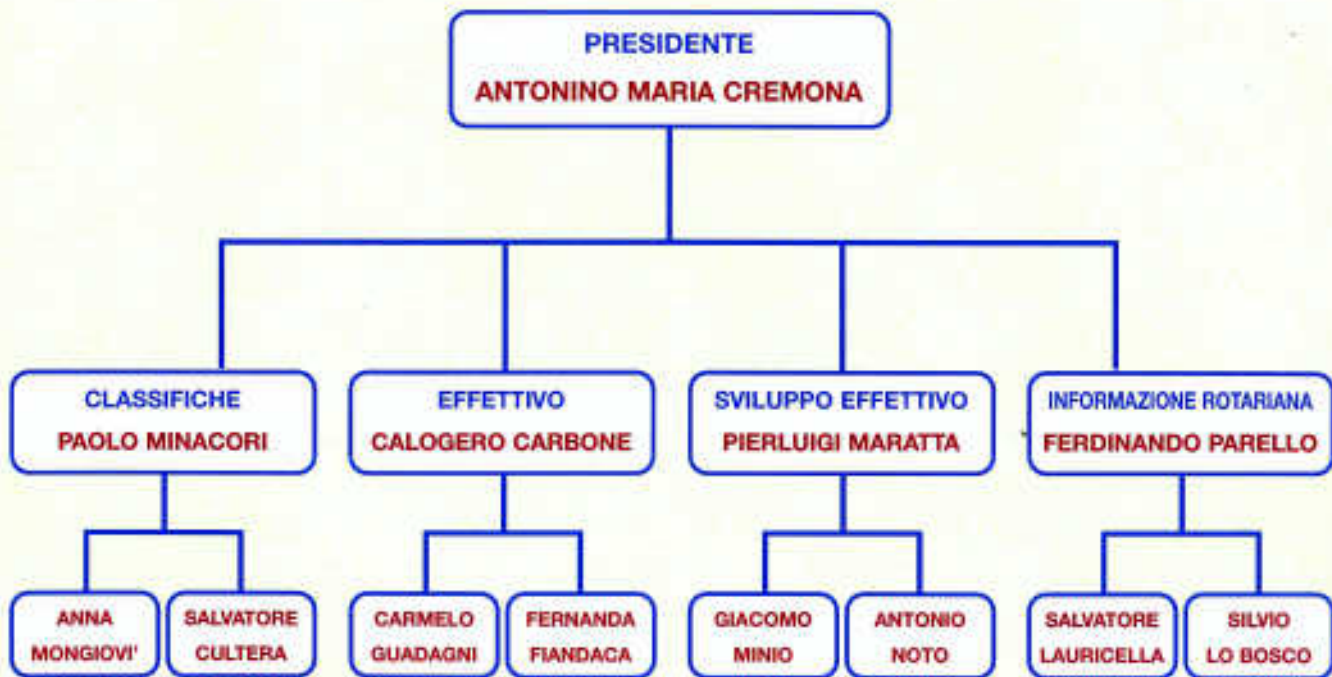 PRESIDENTE
ANTONINO MARIA CREMONA
CLASSIFICHE
PAOLO MINACORI
EFFETTIVO
CALOGERO CARBONE
SVILUPPO EFFETTIVO
PIERLUIGI MARATTA
INFORMAZIONE ROTARIANA
FERDINANDO PARELLO
ANNA
MONGIOVI'
SALVATORE
CULTERA
CARMELO
GUADAGNI
FERNANDA
FIANDACA
GIACOMO
MINIO
ANTONIO
NOTO
SALVATORE
LAURICELLA
SILVIO
LO BOSCO